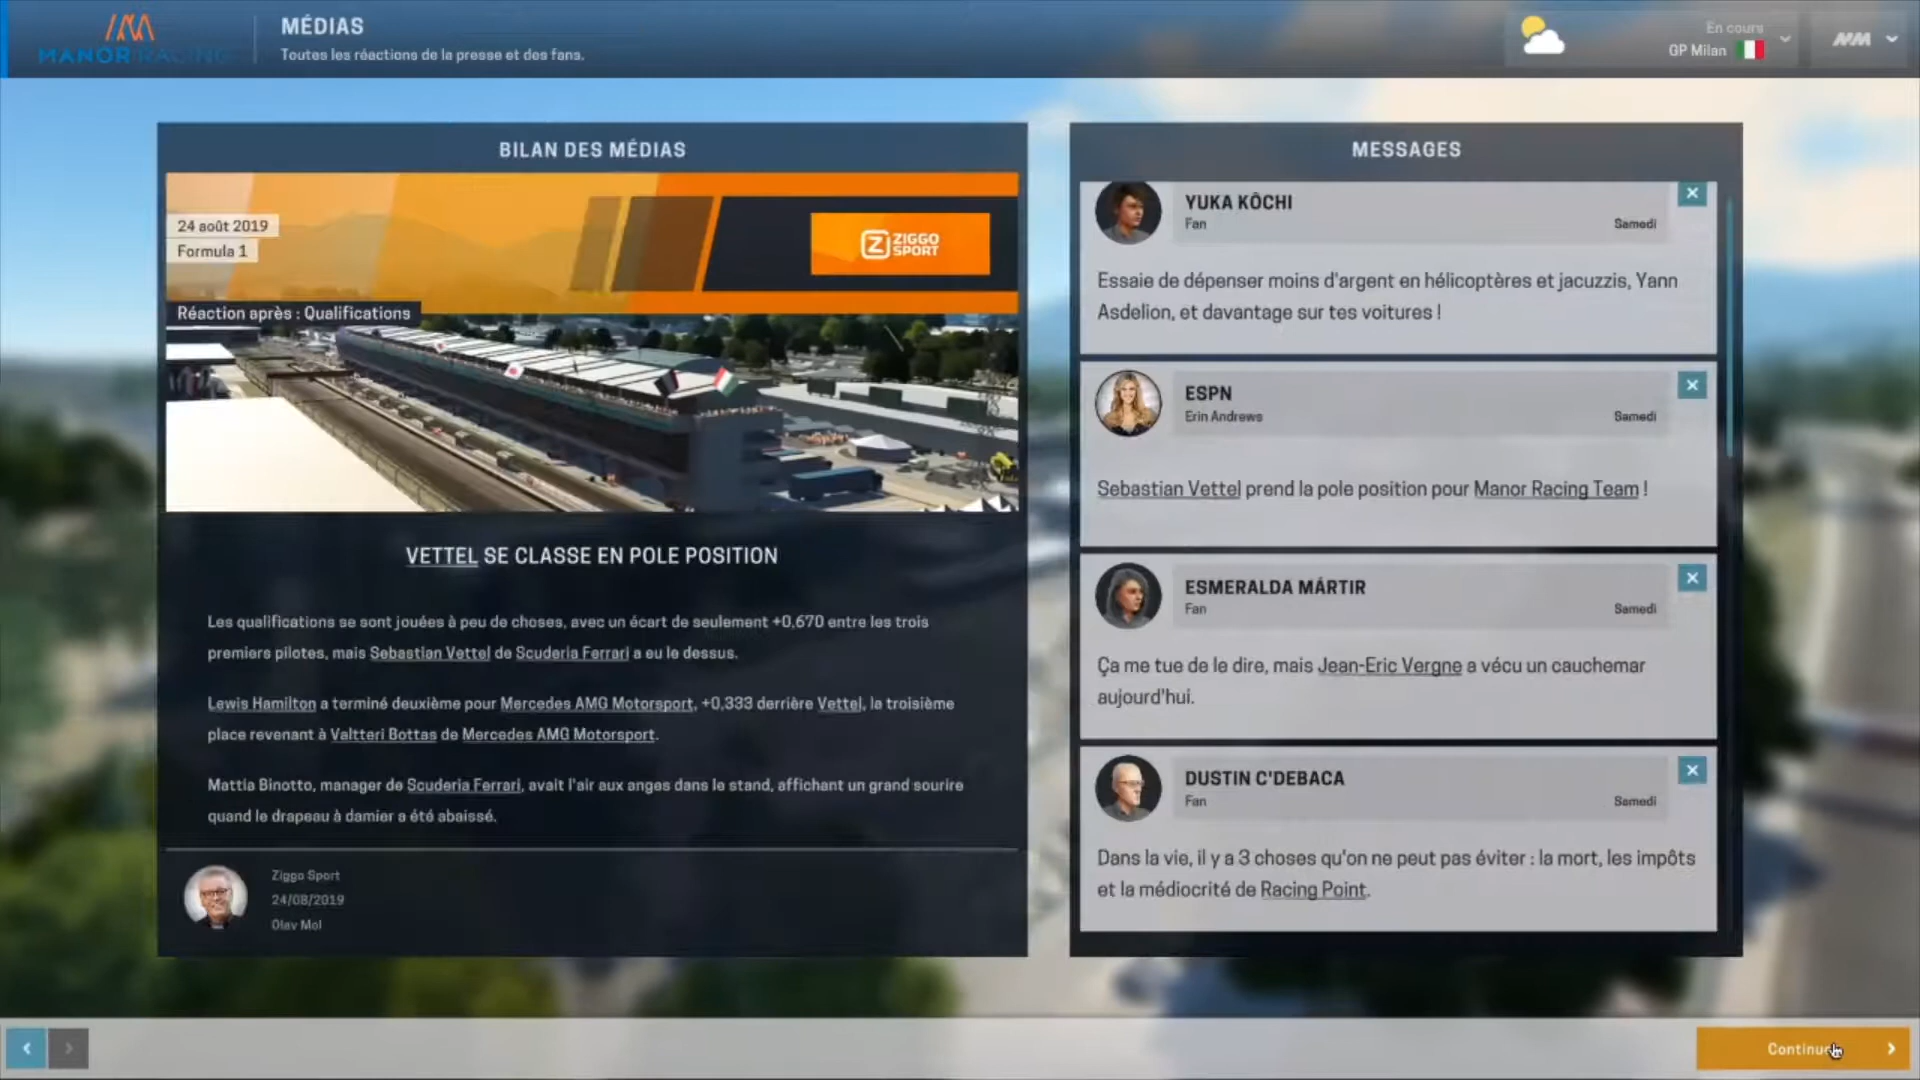 MANOR RACING
MÉDIAS
Toutes les réactions de la presse et des fans.
En cours
GP Milan
BILAN DES MÉDIAS
24 août 2019
Formula 1
ZIGGO
SPORT
Réaction après : Qualifications
VETTEL SE CLASSE EN POLE POSITION
Les qualifications se sont jouées à peu de choses, avec un écart de seulement +0,670 entre les trois
premiers pilotes, mais Sebastian Vettel de Scuderia Ferrari a eu le dessus.
Lewis Hamilton a terminé deuxième pour Mercedes AMG Motorsport, +0,333 derrière Vettel, la troisième
place revenant à Valtteri Bottas de Mercedes AMG Motorsport.
Mattia Binotto, manager de Scuderia Ferrari, avait l'air aux anges dans le stand, affichant un grand sourire
quand le drapeau à damier a été abaissé.
Ziggo Sport
24/08/2019
Olav Mol
MESSAGES
YUKA KÔCHI
Fan
Samedi
Essaie de dépenser moins d'argent en hélicoptères et jacuzzis, Yann
Asdelion, et davantage sur tes voitures !
ESPN
Erin Andrews
Samedi
Sebastian Vettel prend la pole position pour Manor Racing Team !
ESMERALDA MÁRTIR
Fan
Samedi
Ça me tue de le dire, mais Jean-Eric Vergne a vécu un cauchemar
aujourd'hui.
DUSTIN C'DEBACA
Fan
Samedi
Dans la vie, il y a 3 choses qu'on ne peut pas éviter : la mort, les impôts
et la médiocrité de Racing Point.
Continuer